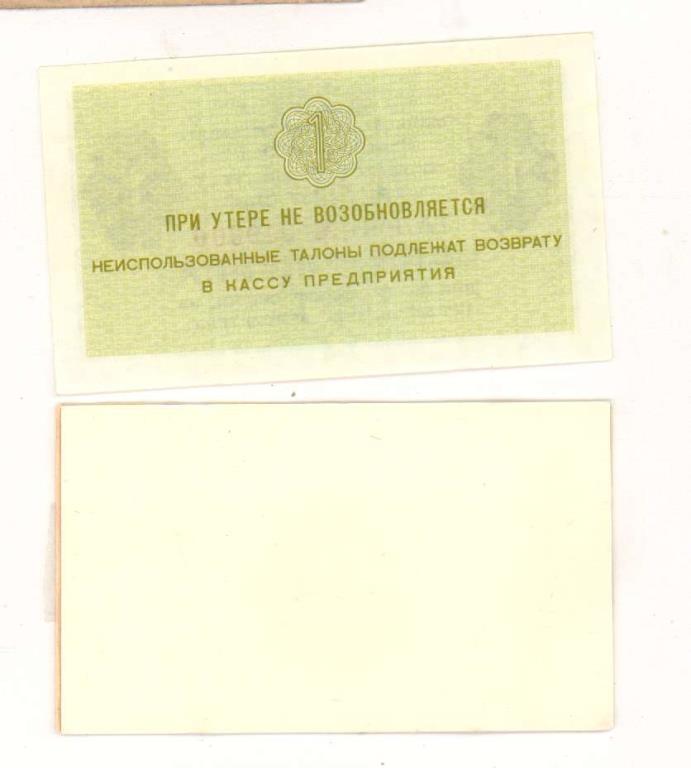 1
ПРИ УТЕРЕ НЕ ВОЗОБНОВЛЯЕТСЯ
НЕИСПОЛЬЗОВАННЫЕ ТАЛОНЫ ПОДЛЕЖАТ ВОЗВРАТУ
В КАССУ ПРЕДПРИЯТИЯ